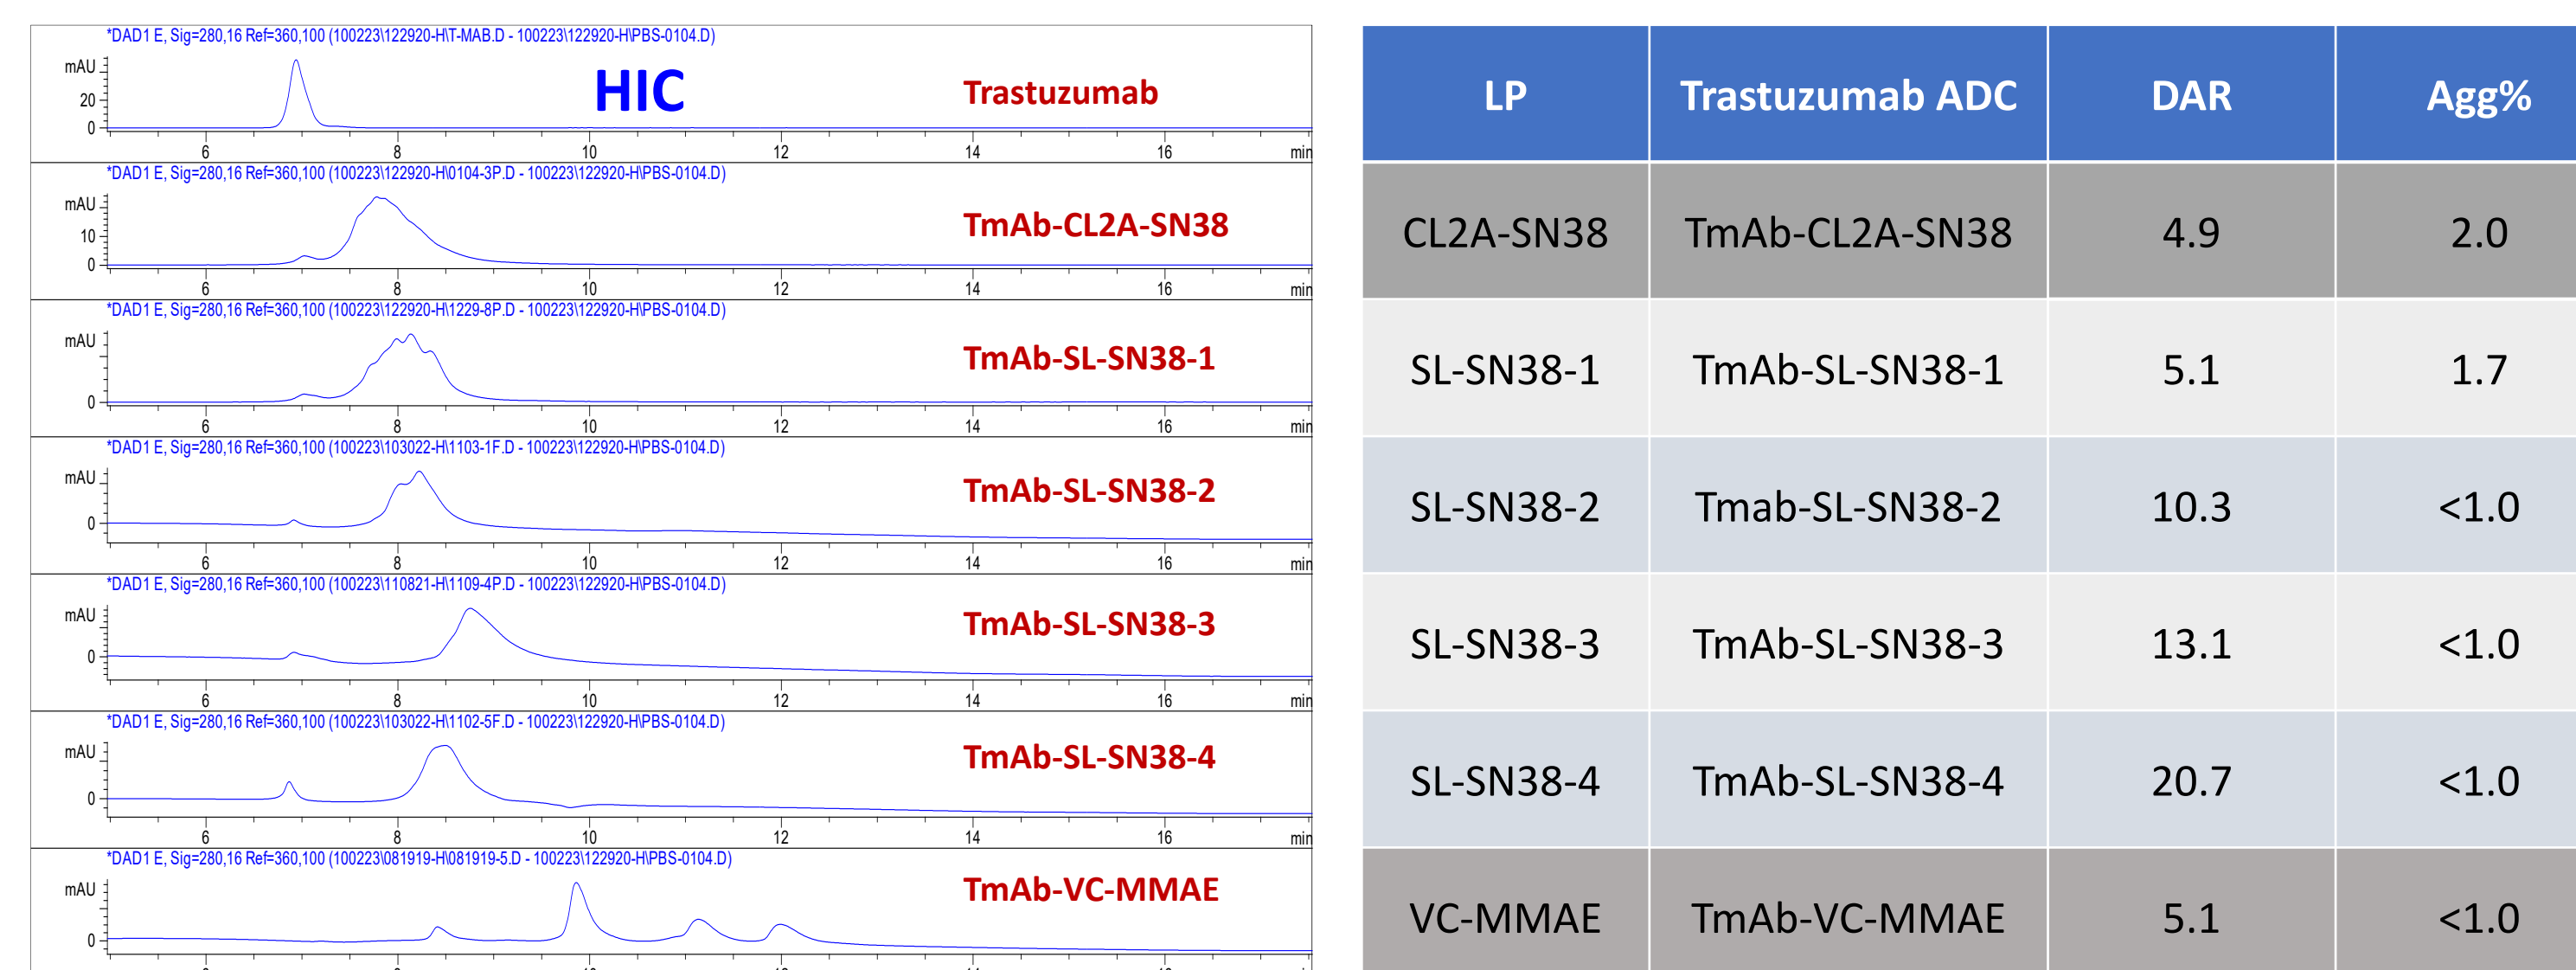 *DAD1 E, Sig=280,16 Ref=360,100 (100223\122920-H\T-MAB.D - 100223\122920-H\PBS-0104.D)
mAU
20
0
HIC
Trastuzumab
6 8 10 12 14 16 min
*DAD1 E, Sig=280,16 Ref=360,100 (100223\122920-H\0104-3P.D - 100223\122920-H\PBS-0104.D)
mAU
10
0
TmAb-CL2A-SN38
6 8 10 12 14 16 min
*DAD1 E, Sig=280,16 Ref=360,100 (100223\122920-H\1229-8P.D - 100223\122920-H\PBS-0104.D)
mAU
0
TmAb-SL-SN38-1
6 8 10 12 14 16 min
*DAD1 E, Sig=280,16 Ref=360,100 (100223\103022-H\1103-1F.D - 100223\122920-H\PBS-0104.D)
mAU
0
TmAb-SL-SN38-2
6 8 10 12 14 16 min
*DAD1 E, Sig=280,16 Ref=360,100 (100223\110821-H\1109-4P.D - 100223\122920-H\PBS-0104.D)
mAU
0
TmAb-SL-SN38-3
6 8 10 12 14 16 min
*DAD1 E, Sig=280,16 Ref=360,100 (100223\103022-H\1102-5F.D - 100223\122920-H\PBS-0104.D)
mAU
0
TmAb-SL-SN38-4
6 8 10 12 14 16 min
*DAD1 E, Sig=280,16 Ref=360,100 (100223\081919-H\081919-5.D - 100223\122920-H\PBS-0104.D)
mAU
0
TmAb-VC-MMAE
LP Trastuzumab ADC DAR Agg%
CL2A-SN38 TmAb-CL2A-SN38 4.9 2.0
SL-SN38-1 TmAb-SL-SN38-1 5.1 1.7
SL-SN38-2 Tmab-SL-SN38-2 10.3 <1.0
SL-SN38-3 TmAb-SL-SN38-3 13.1 <1.0
SL-SN38-4 TmAb-SL-SN38-4 20.7 <1.0
VC-MMAE TmAb-VC-MMAE 5.1 <1.0